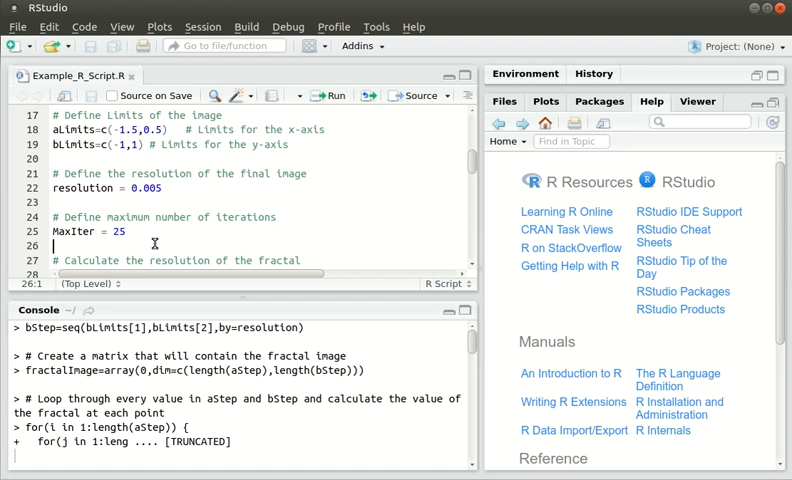 RStudio
File Edit Code View Plots Session Build Debug Profile Tools Help
Go to file/function Addins Project: (None)
Example_R_Script.R
Source on Save Run Source
17 # Define Limits of the image
18 aLimits=c(-1.5,0.5) # Limits for the x-axis
19 bLimits=c(-1,1) # Limits for the y-axis
20
21 # Define the resolution of the final image
22 resolution = 0.005
23
24 # Define maximum number of iterations
25 MaxIter = 25
26
27 # Calculate the resolution of the fractal
28
26:1 (Top Level) R Script
Console ~/
> bStep=seq(bLimits[1],bLimits[2],by=resolution)
> # Create a matrix that will contain the fractal image
> fractalImage=array(0,dim=c(length(aStep),length(bStep)))
> # Loop through every value in aStep and bStep and calculate the value of
the fractal at each point
> for(i in 1:length(aStep)) {
+ for(j in 1:leng .... [TRUNCATED]
Environment History
Files Plots Packages Help Viewer
Home Find in Topic
R Resources
Learning R Online
CRAN Task Views
R on StackOverflow
Getting Help with R
RStudio
RStudio IDE Support
RStudio Cheat
Sheets
RStudio Tip of the
Day
RStudio Packages
RStudio Products
Manuals
An Introduction to R
Writing R Extensions
R Data Import/Export
The R Language
Definition
R Installation and
Administration
R Internals
Reference